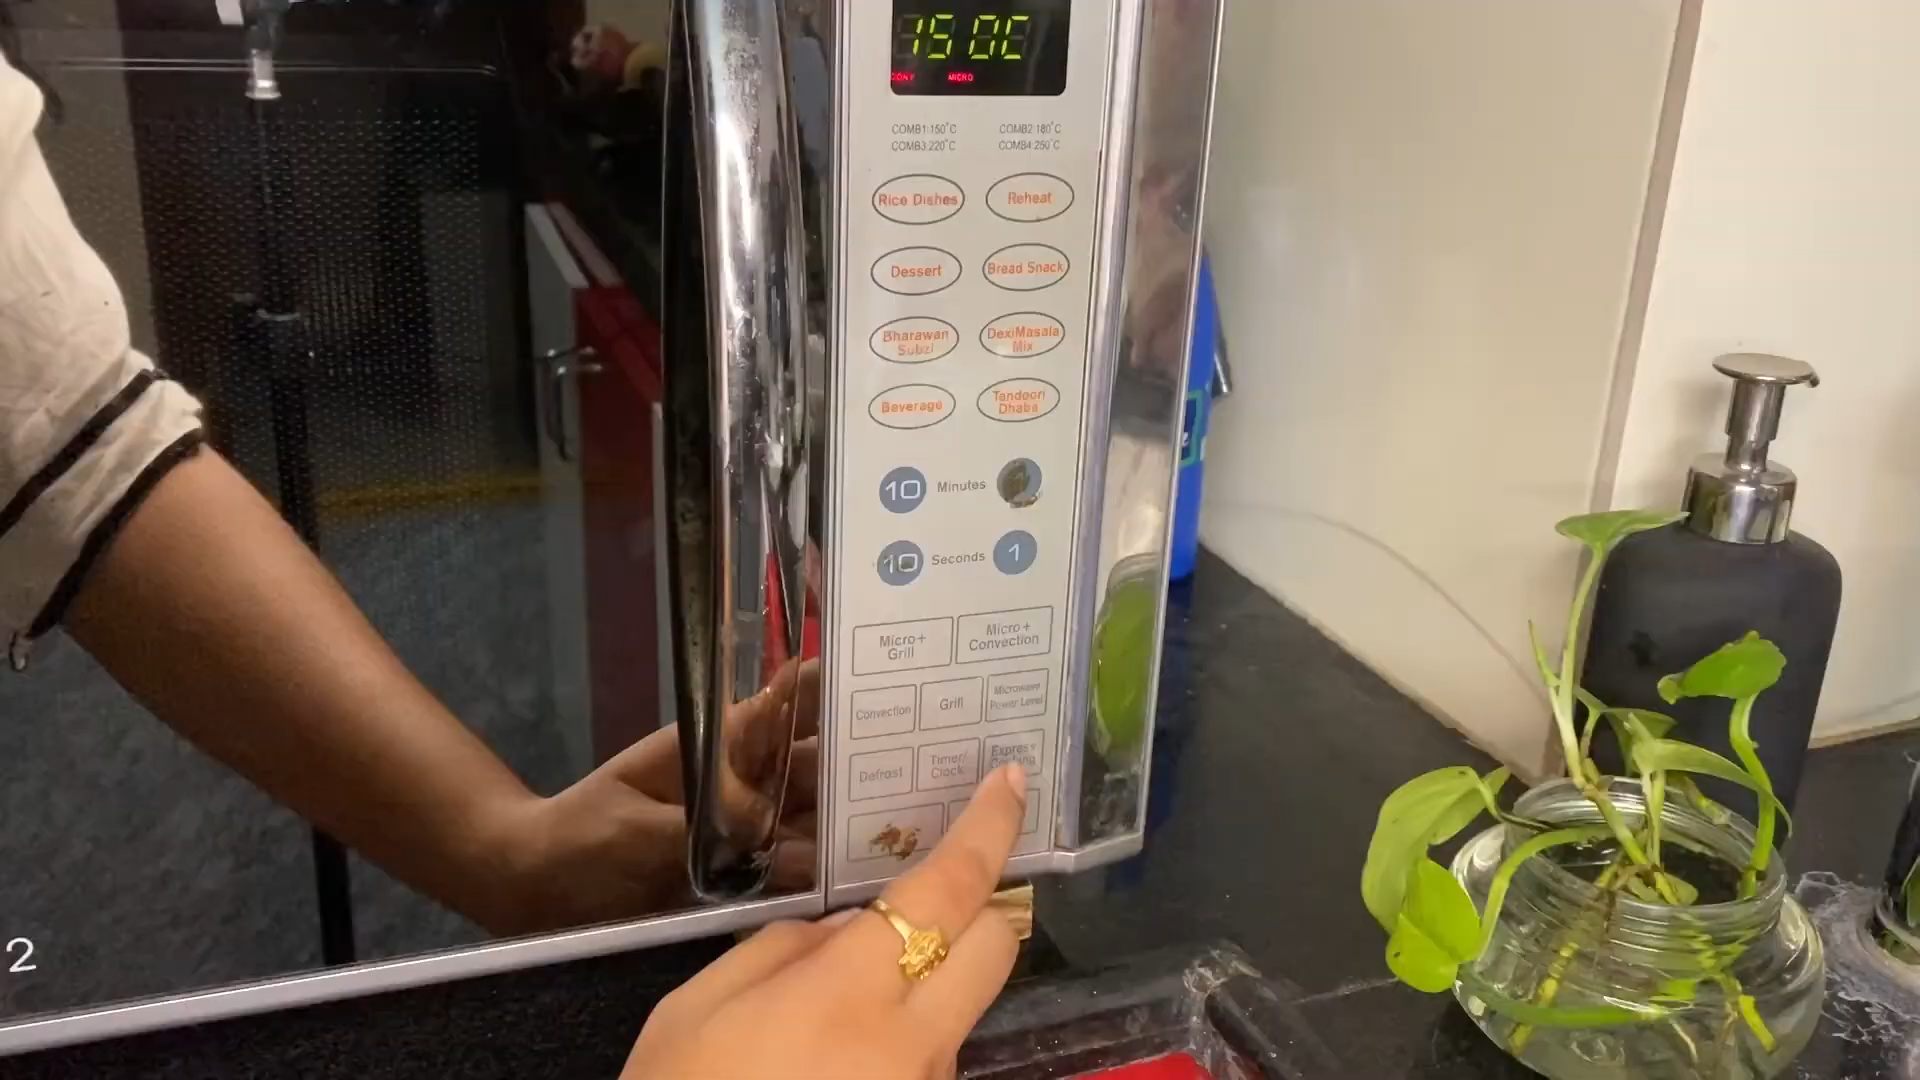 150C
CONV MICRO
COMB1:150°C COMB2:180°C
COMB3:220°C COMB4:250°C
Rice Dishes
Reheat
Dessert
Bread Snack
Bharawan
Subzi
DexiMasala
Mix
Beverage
Tandoori
Dhaba
10 Minutes
10 Seconds 1
Micro+
Grill
Micro+
Convection
Convection
Grill
Microwave
Power Level
Defrost
Timer/
Clock
Express
Cooking
2